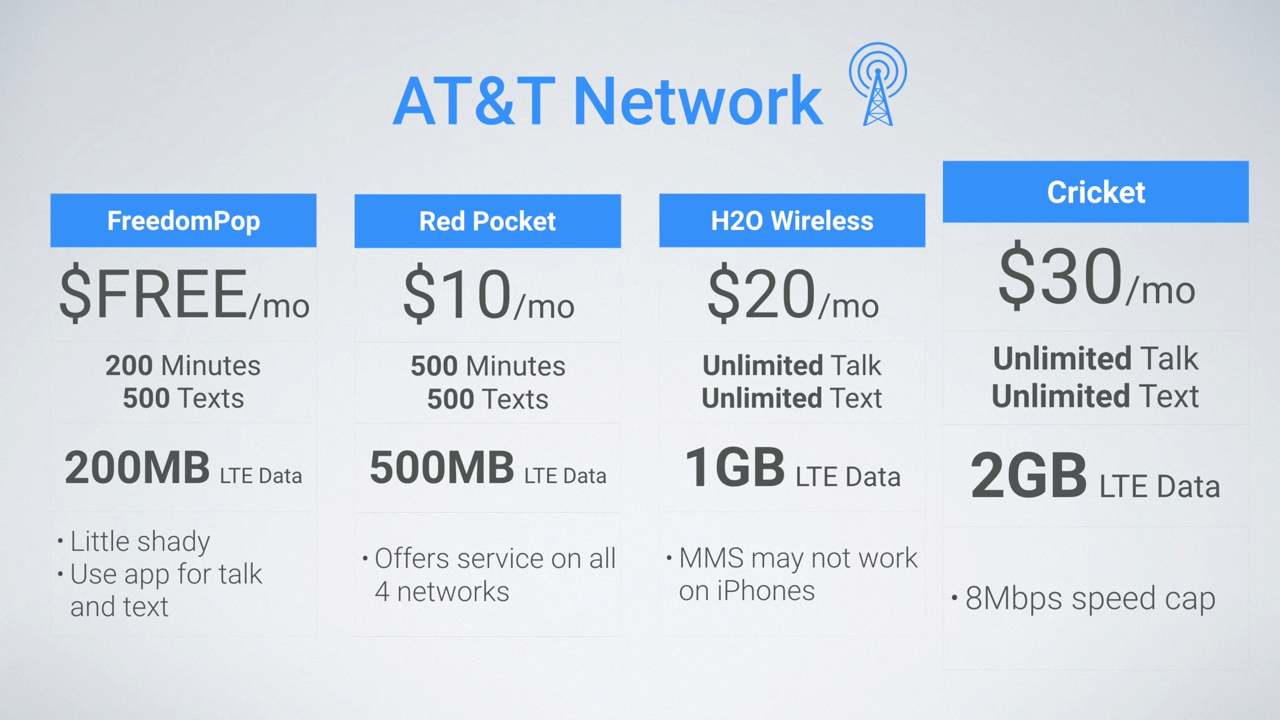 AT&T Network
FreedomPop
$FREE/mo
200 Minutes
500 Texts
200MB LTE Data
• Little shady
• Use app for talk
and text
Red Pocket
$10/mo
500 Minutes
500 Texts
500MB LTE Data
• Offers service on all
4 networks
H2O Wireless
$20/mo
Unlimited Talk
Unlimited Text
1GB LTE Data
• MMS may not work
on iPhones
Cricket
$30/mo
Unlimited Talk
Unlimited Text
2GB LTE Data
• 8Mbps speed cap